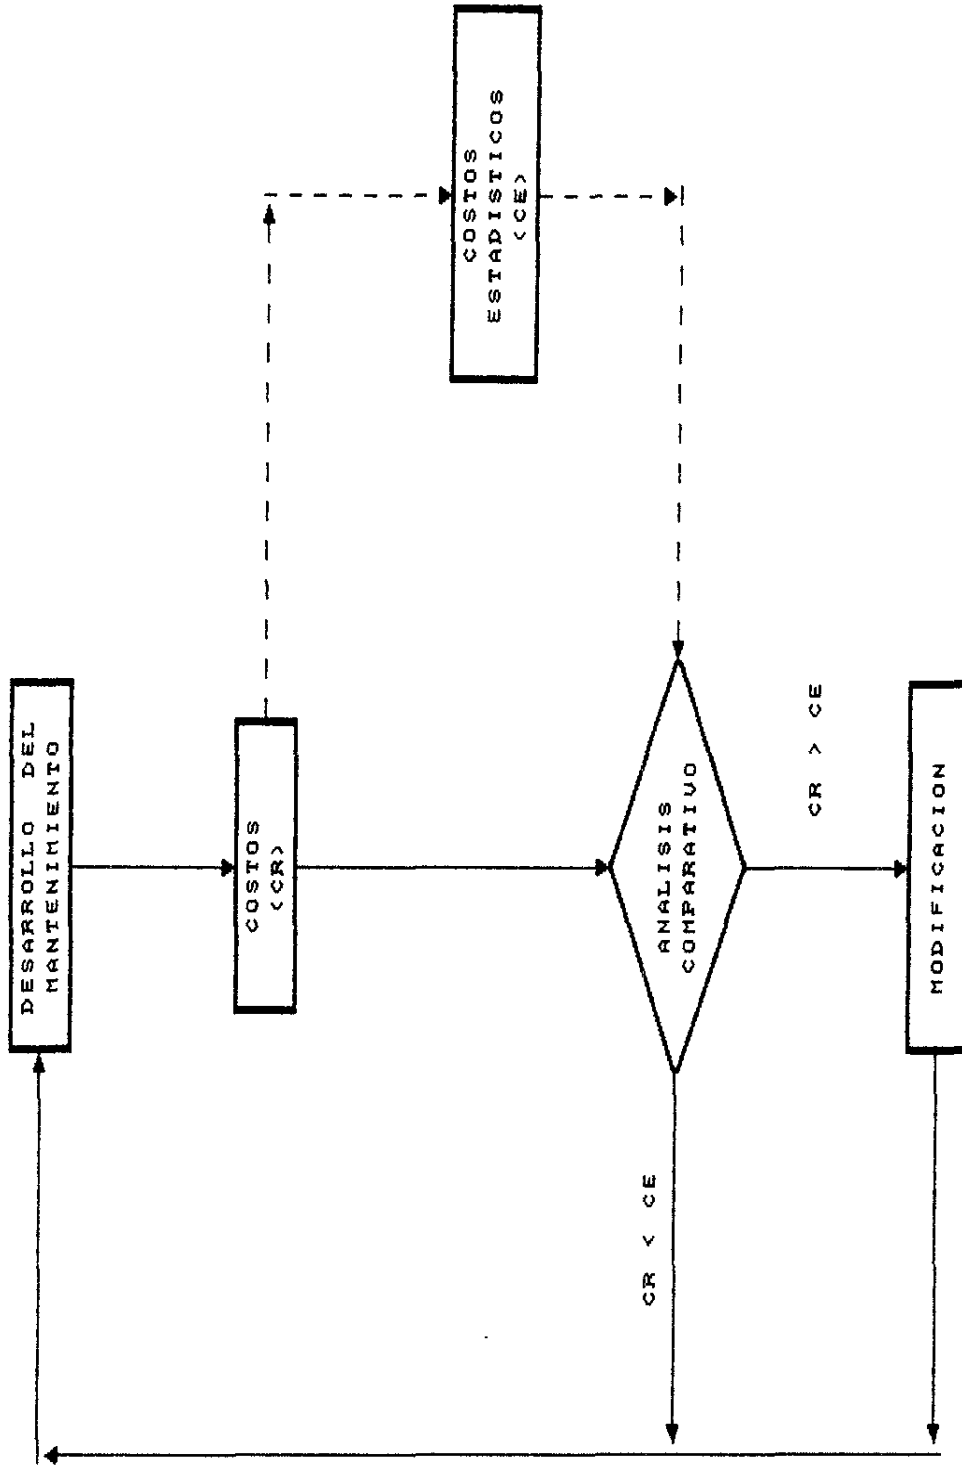 DESARROLLO DEL
MANTENIMIENTO
COSTOS
(CR)
COSTOS
ESTADISTICOS
(CE)
ANALISIS
COMPARATIVO
CR < CE
CR > CE
MODIFICACION